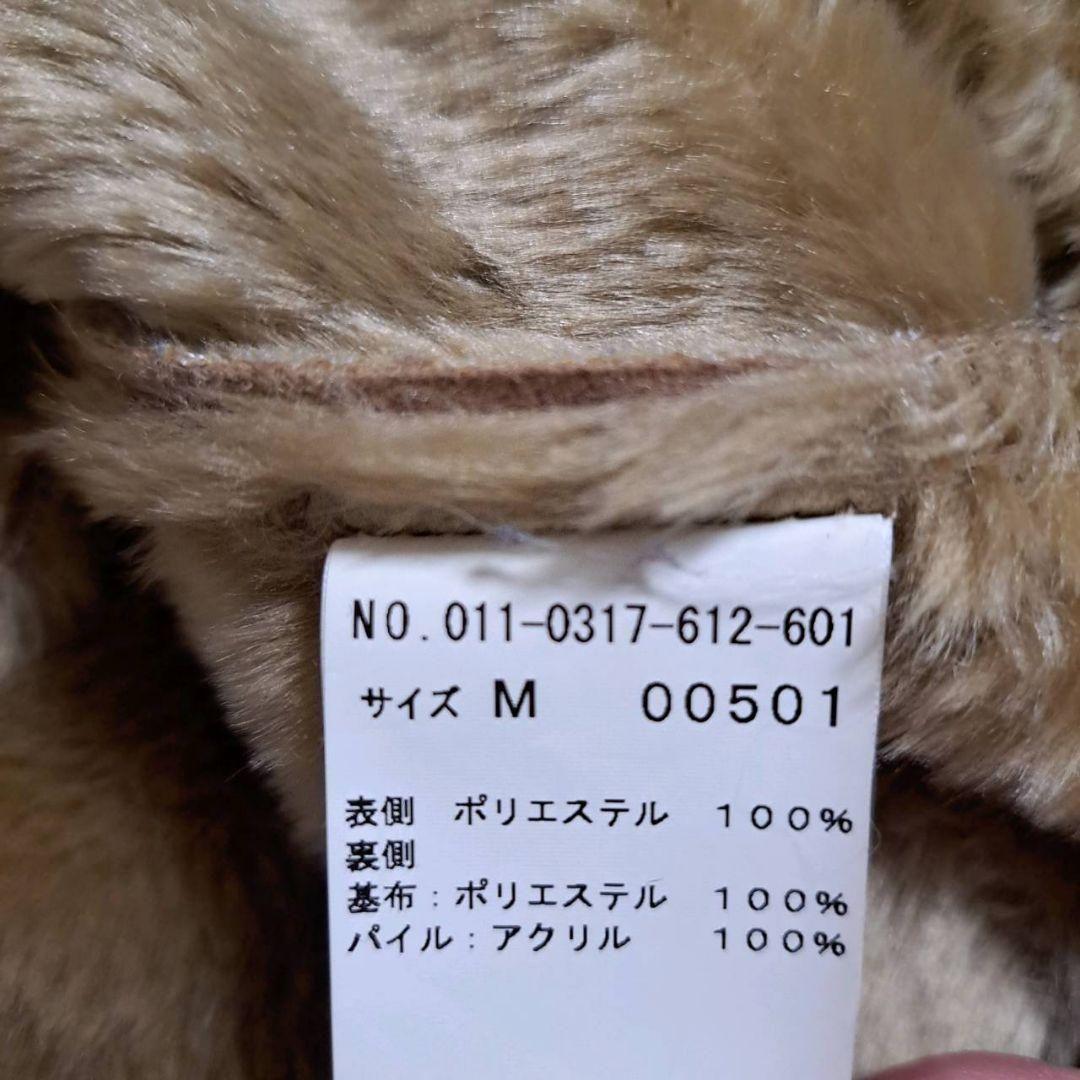 NO.011-0317-612-601
サイズ M 00501
表側 ポリエステル 100%
裏側
基布:ポリエステル 100%
パイル:アクリル 100%